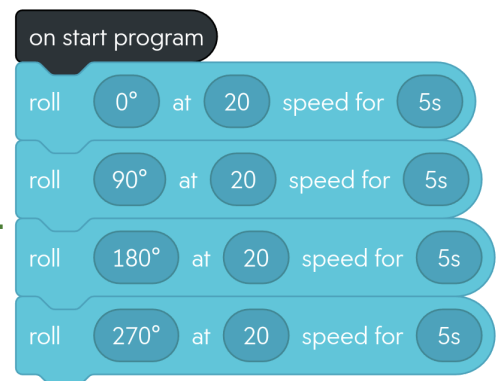 on start program
roll 0° at 20 speed for 5s
roll 90° at 20 speed for 5s
roll 180° at 20 speed for 5s
roll 270° at 20 speed for 5s